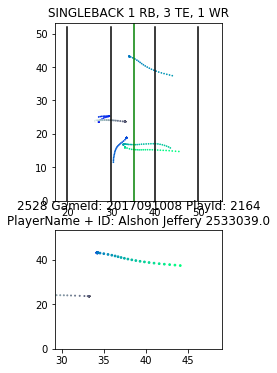 SINGLEBACK 1 RB, 3 TE, 1 WR
50
40
30
20
10
0
20 30 40 50
2528 GameId: 2017091008 PlayId: 2164
PlayerName + ID: Alshon Jeffery 2533039.0
40
20
0
30 35 40 45